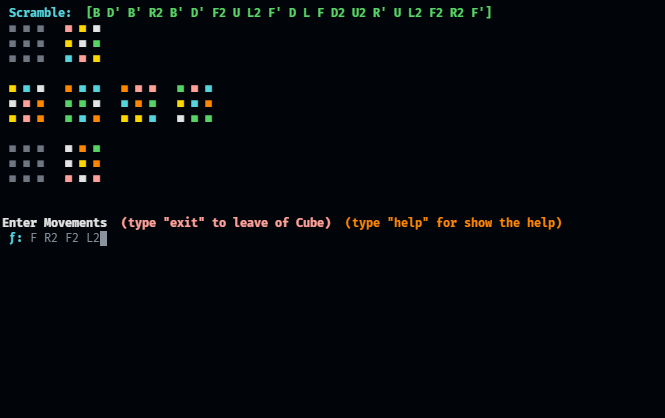 Scramble: [B D' B' R2 B' D' F2 U L2 F' D L F D2 U2 R' U L2 F2 R2 F']
Enter Movements (type "exit" to leave of Cube) (type "help" for show the help)
ƒ: F R2 F2 L2